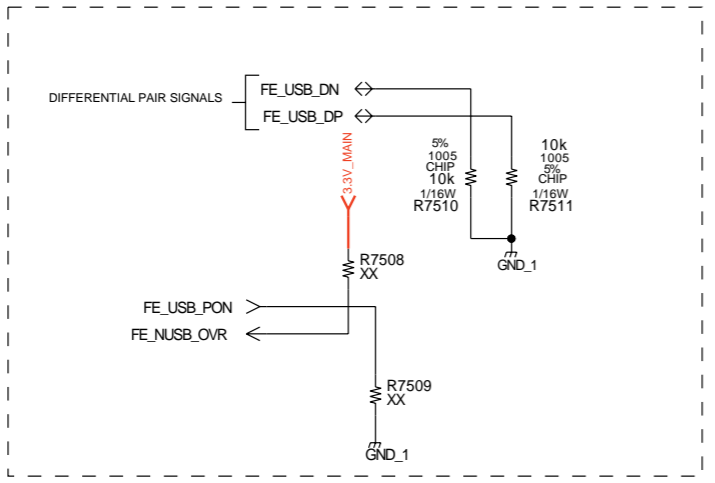 FE_USB_DN
DIFFERENTIAL PAIR SIGNALS
FE_USB_DP
3.3V_MAIN
5%
1005
CHIP
10k
1/16W
R7510
10k
1005
5%
CHIP
1/16W
R7511
GND_1
R7508
XX
FE_USB_PON
FE_NUSB_OVR
R7509
XX
GND_1